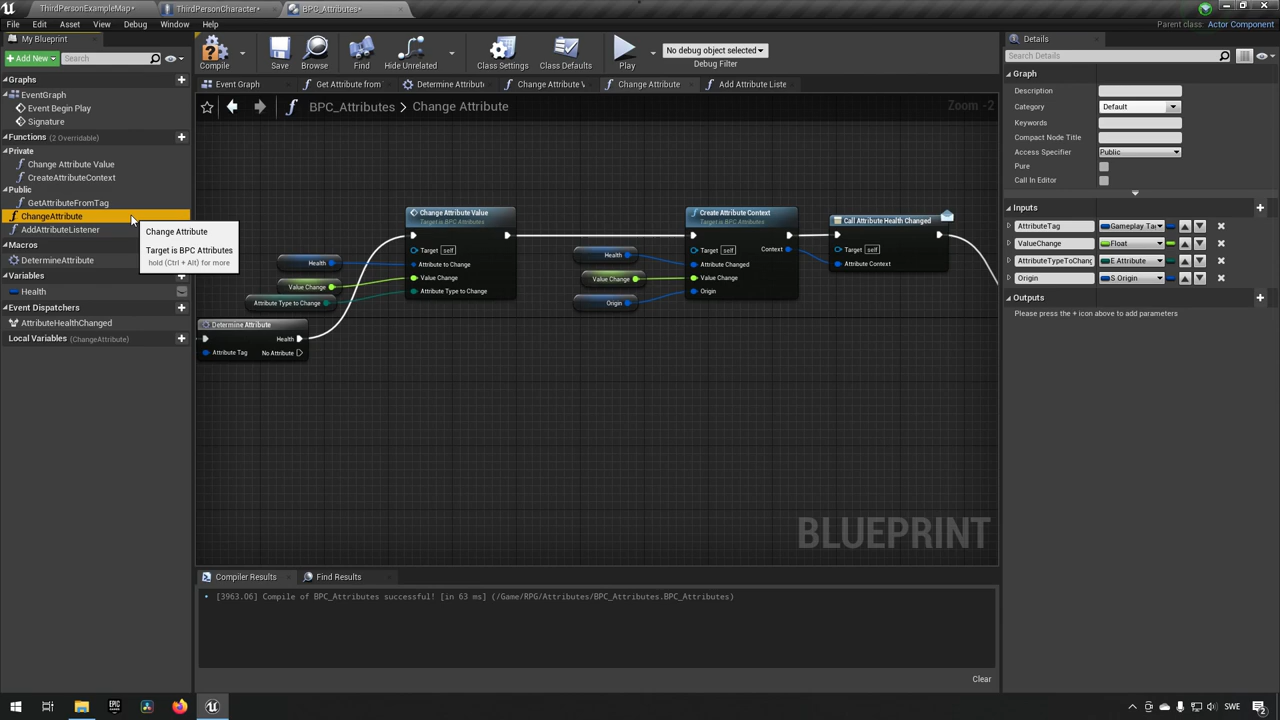 ThirdPersonExampleMap*
ThirdPersonCharacter*
BPC_Attributes*
File
Edit
Asset
View
Debug
Window
Help
Parent class: Actor Component
My Blueprint
Add New
Search
Compile
Save
Browse
Find
Hide Unrelated
Class Settings
Class Defaults
Play
No debug object selected
Debug Filter
Details
Search Details
Graphs
EventGraph
Event Begin Play
Signature
Functions (2 Overridable)
Private
Change Attribute Value
CreateAttributeContext
Public
GetAttributeFromTag
ChangeAttribute
AddAttributeListener
Macros
DetermineAttribute
Variables
Health
Event Dispatchers
AttributeHealthChanged
Local Variables (ChangeAttribute)
Change Attribute
Target is BPC Attributes
hold (Ctrl + Alt) for more
Event Graph
Get Attribute from
Determine Attribute
Change Attribute V
Change Attribute
Add Attribute Liste
BPC_Attributes > Change Attribute
Zoom -2
Change Attribute Value
Target is BPC Attributes
Target self
Attribute to Change
Value Change
Attribute Type to Change
Health
Value Change
Attribute Type to Change
Determine Attribute
Health
Attribute Tag
No Attribute
Health
Value Change
Origin
Create Attribute Context
Target is BPC Attributes
Target self
Context
Attribute Changed
Value Change
Origin
Call Attribute Health Changed
Target self
Attribute Context
BLUEPRINT
Graph
Description
Category
Default
Keywords
Compact Node Title
Access Specifier
Public
Pure
Call In Editor
Inputs
AttributeTag
Gameplay Tag
ValueChange
Float
AttributeTypeToChang
E Attribute
Origin
S Origin
Outputs
Please press the + icon above to add parameters
Compiler Results
Find Results
[3963.06] Compile of BPC_Attributes successful! [in 63 ms] (/Game/RPG/Attributes/BPC_Attributes.BPC_Attributes)
Clear
SWE